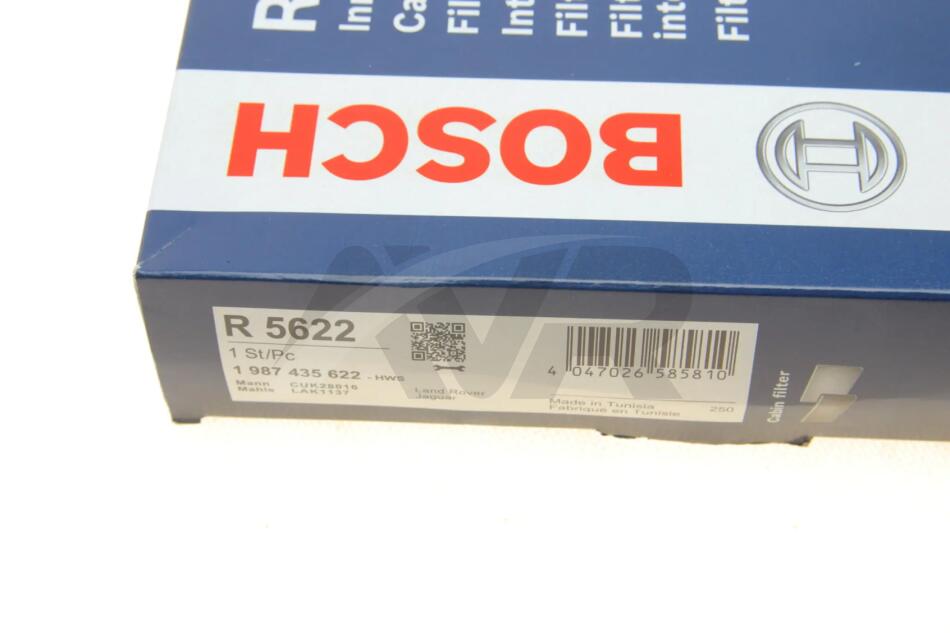 R
BOSCH
R 5622
1 St/Pc
1 987 435 622 - HWS
Mann CUK28016
Mahle LAK1137
Land Rover
Jaguar
4 047026 585810
Made in Tunisia
Fabriqué en Tunisie
250
Cabin filter